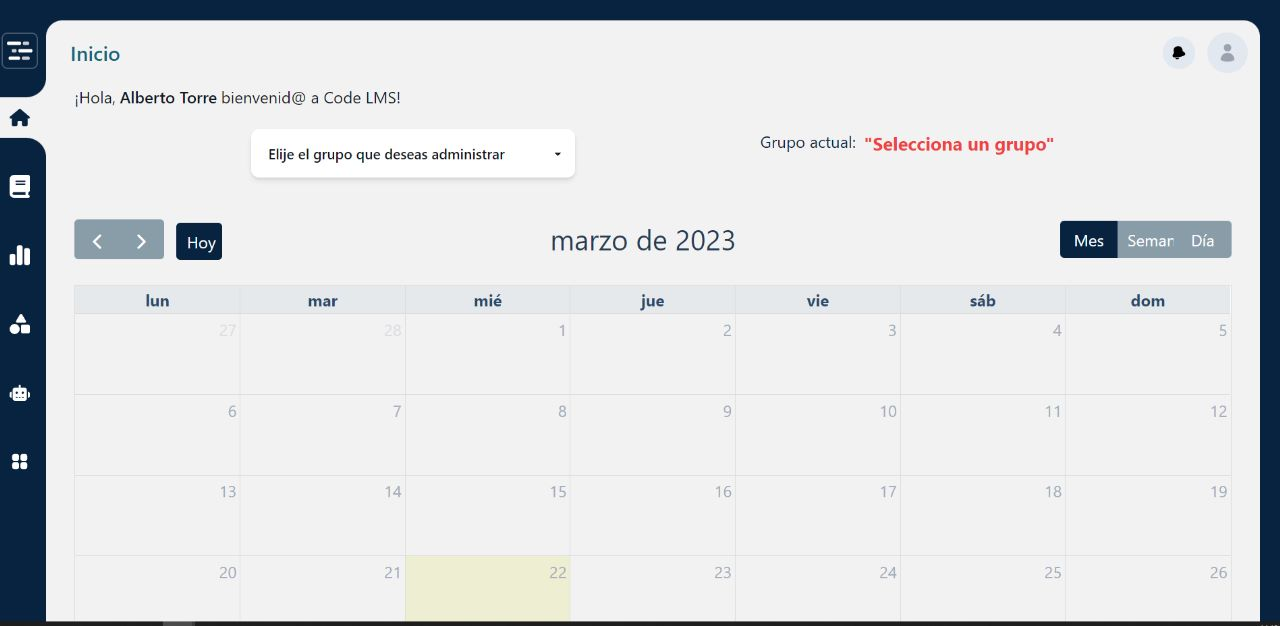 Inicio
¡Hola, Alberto Torre bienvenid@ a Code LMS!
Elije el grupo que deseas administrar
Grupo actual: "Selecciona un grupo"
Hoy
marzo de 2023
Mes Semar Día
lun mar mié jue vie sáb dom
27 28 1 2 3 4 5
6 7 8 9 10 11 12
13 14 15 16 17 18 19
20 21 22 23 24 25 26